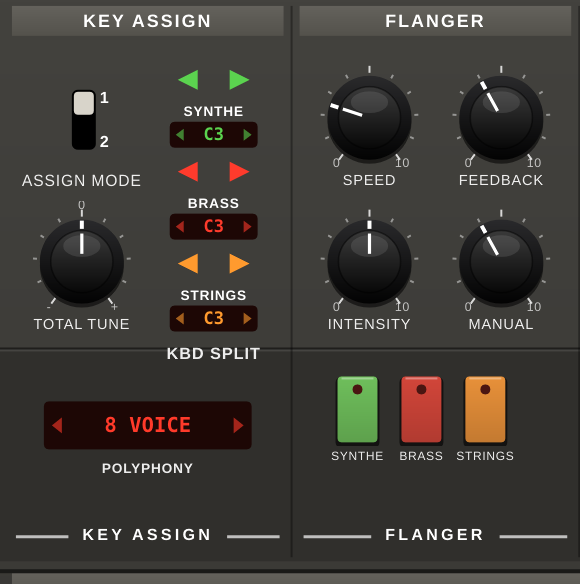 KEY ASSIGN
1
2
ASSIGN MODE
SYNTHE
C3
BRASS
C3
STRINGS
C3
KBD SPLIT
0
- +
TOTAL TUNE
8 VOICE
POLYPHONY
KEY ASSIGN
FLANGER
0 10
SPEED
0 10
FEEDBACK
0 10
INTENSITY
0 10
MANUAL
SYNTHE BRASS STRINGS
FLANGER